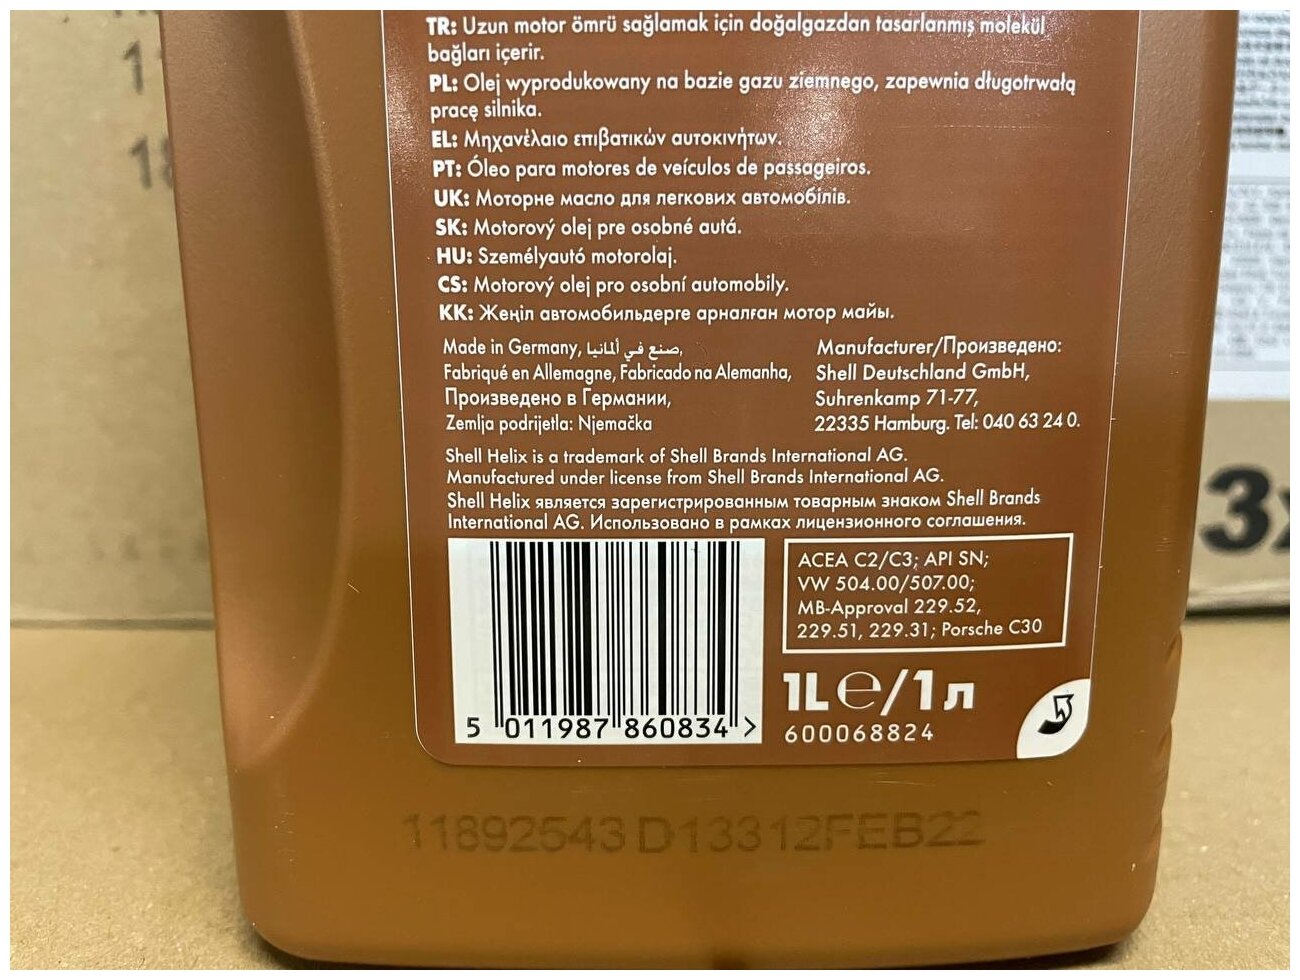 TR: Uzun motor ömrü sağlamak için doğalgazdan tasarlanmış molekül
bağları içerir.
PL: Olej wyprodukowany na bazie gazu ziemnego, zapewnia długotrwałą
pracę silnika.
EL: Μηχανέλαιο επιβατικών αυτοκινήτων.
PT: Óleo para motores de veículos de passageiros.
UK: Моторне масло для легкових автомобілів.
SK: Motorový olej pre osobné autá.
HU: Személyautó motorolaj.
CS: Motorový olej pro osobní automobily.
KK: Жеңіл автомобильдерге арналған мотор майы.
Made in Germany, صنع في ألمانيا,
Fabriqué en Allemagne, Fabricado na Alemanha,
Произведено в Германии,
Zemlja podrijetla: Njemačka
Manufacturer/Произведено:
Shell Deutschland GmbH,
Suhrenkamp 71-77,
22335 Hamburg. Tel: 040 63 24 0.
Shell Helix is a trademark of Shell Brands International AG.
Manufactured under license from Shell Brands International AG.
Shell Helix является зарегистрированным товарным знаком Shell Brands
International AG. Использовано в рамках лицензионного соглашения.
ACEA C2/C3; API SN;
VW 504.00/507.00;
MB-Approval 229.52,
229.51, 229.31; Porsche C30
5 011987 860834 >
1L ℮/1 л
600068824
11892543 D133 12FEB22
3x